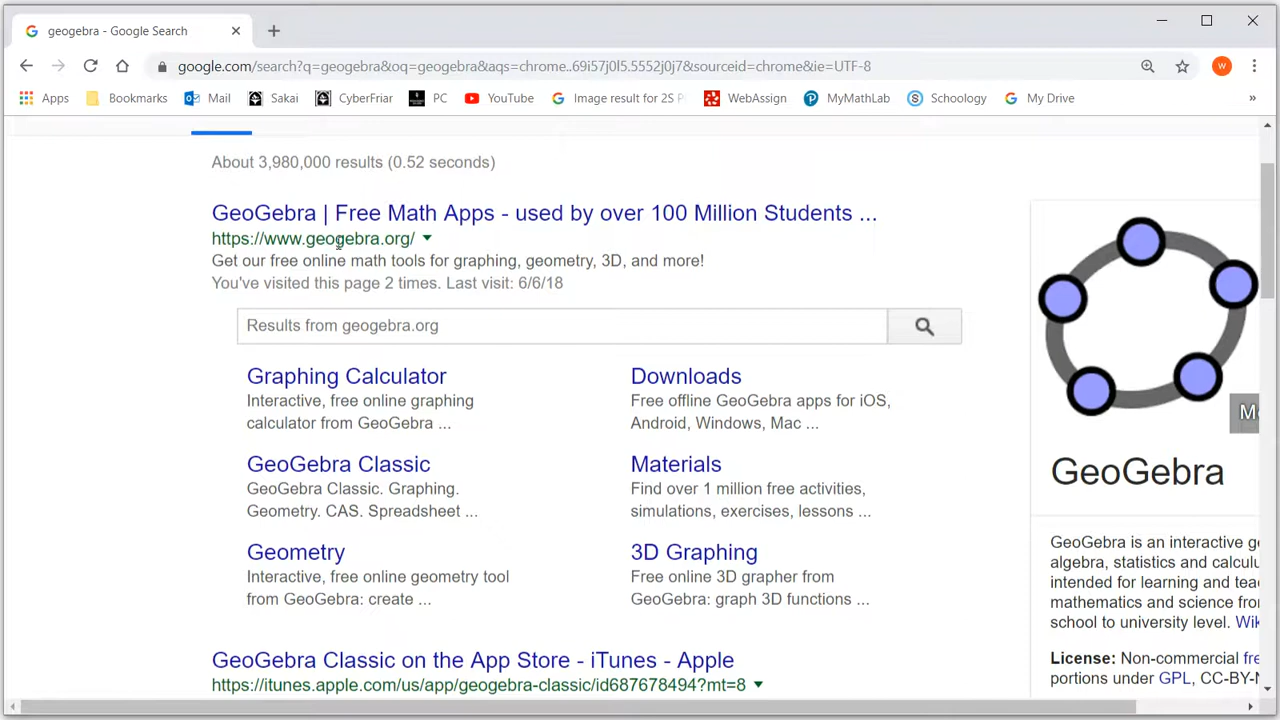 geogebra - Google Search
google.com/search?q=geogebra&oq=geogebra&aqs=chrome..69i57j0l5.5552j0j7&sourceid=chrome&ie=UTF-8
W
Apps Bookmarks Mail Sakai CyberFriar PC YouTube Image result for 2S P WebAssign MyMathLab Schoology My Drive »
About 3,980,000 results (0.52 seconds)
GeoGebra | Free Math Apps - used by over 100 Million Students ...
https://www.geogebra.org/
Get our free online math tools for graphing, geometry, 3D, and more!
You've visited this page 2 times. Last visit: 6/6/18
Results from geogebra.org
Graphing Calculator
Interactive, free online graphing
calculator from GeoGebra ...
Downloads
Free offline GeoGebra apps for iOS,
Android, Windows, Mac ...
GeoGebra Classic
GeoGebra Classic. Graphing.
Geometry. CAS. Spreadsheet ...
Materials
Find over 1 million free activities,
simulations, exercises, lessons ...
Geometry
Interactive, free online geometry tool
from GeoGebra: create ...
3D Graphing
Free online 3D grapher from
GeoGebra: graph 3D functions ...
GeoGebra Classic on the App Store - iTunes - Apple
https://itunes.apple.com/us/app/geogebra-classic/id687678494?mt=8
GeoGebra
GeoGebra is an interactive ge
algebra, statistics and calcul
intended for learning and tea
mathematics and science fror
school to university level. Wik
License: Non-commercial fre
portions under GPL, CC-BY-N